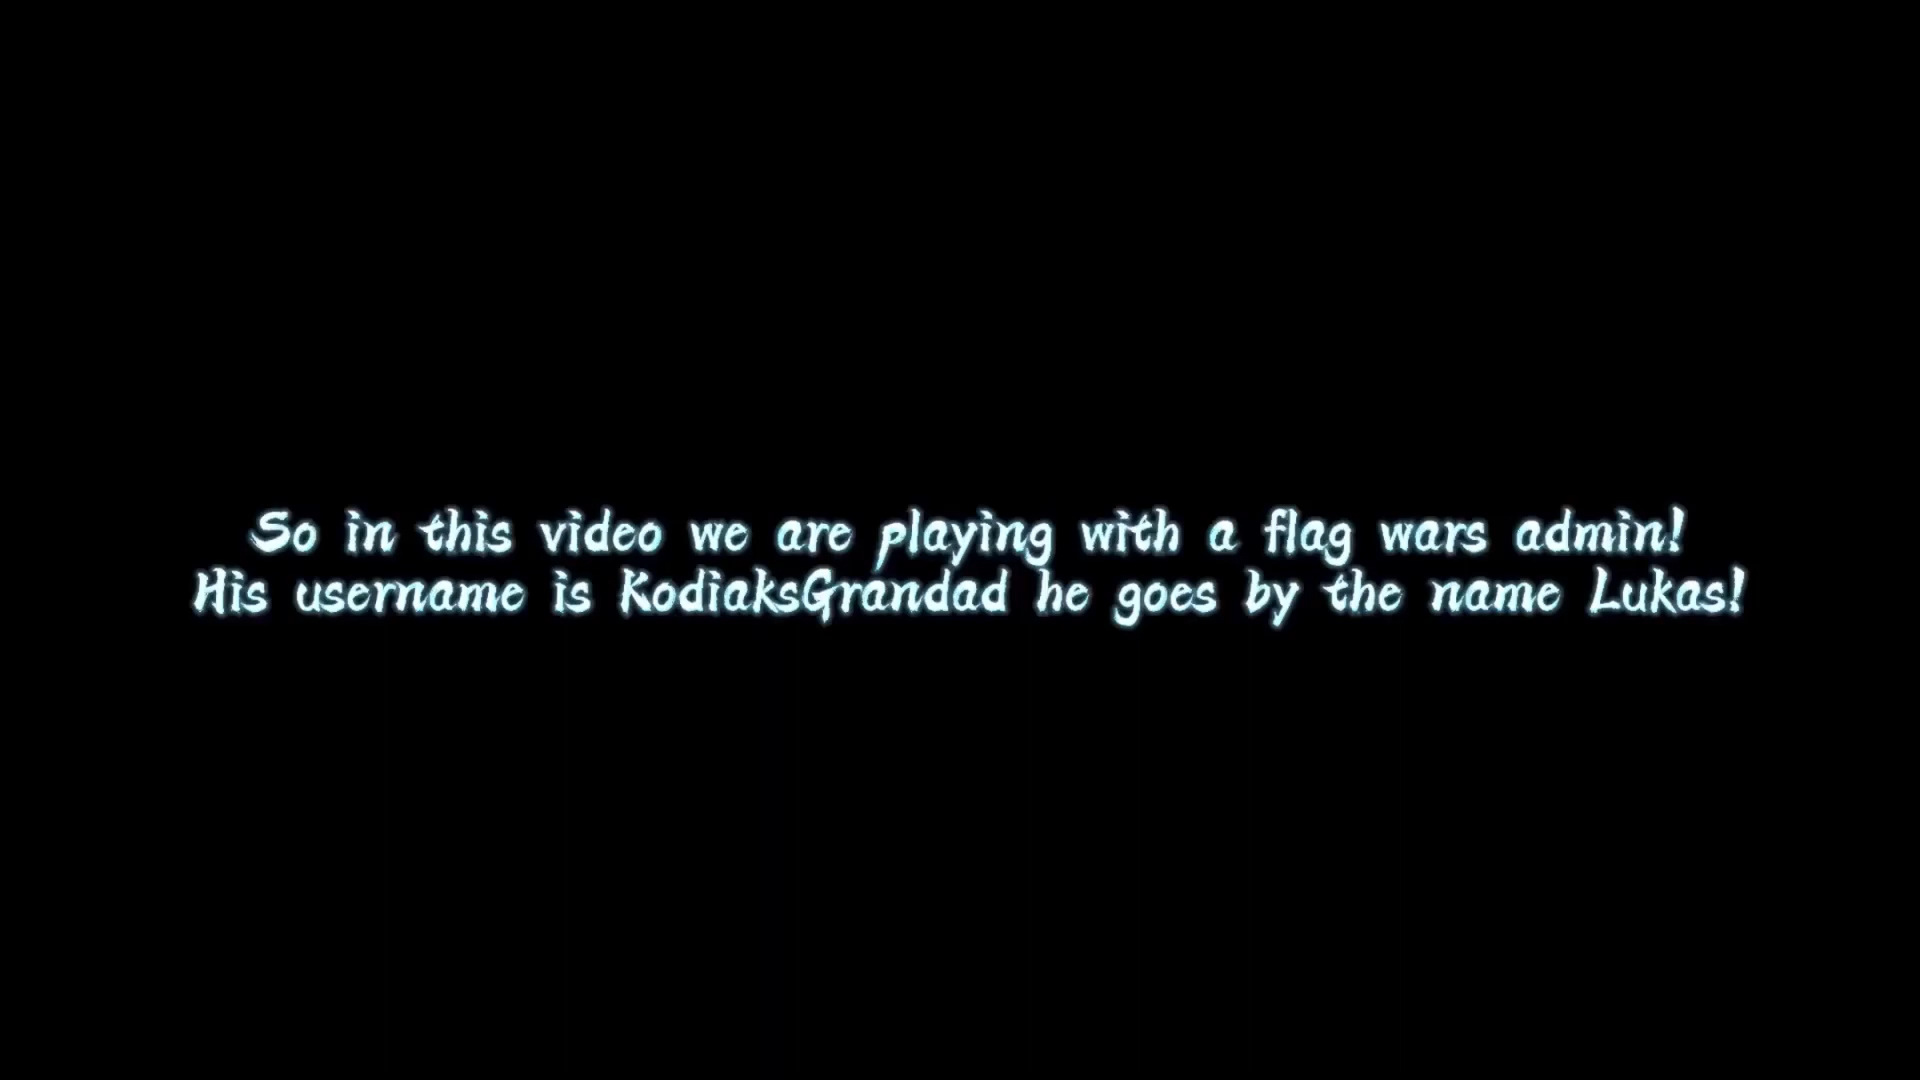 So in this video we are playing with a flag wars admin!
His username is KodiaksGrandad he goes by the name Lukas!